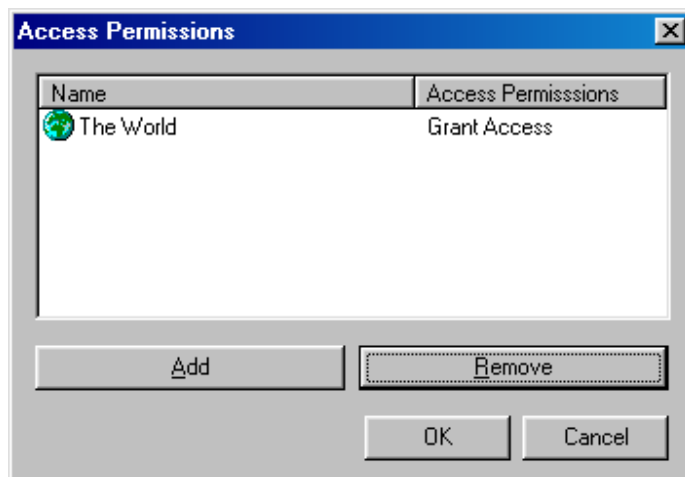 Access Permissions
Name Access Permisssions
The World Grant Access
Add Remove
OK Cancel